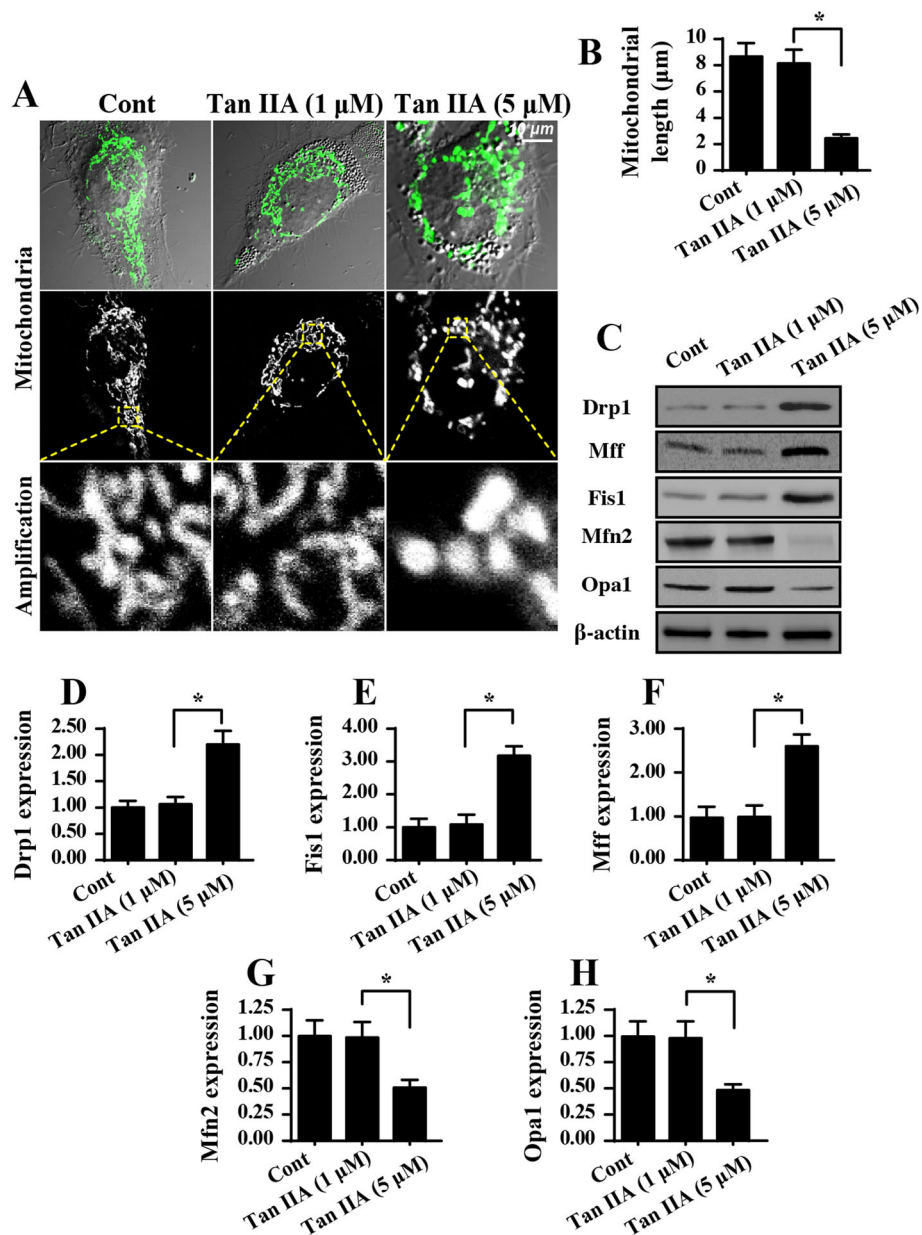 A
Cont
Tan IIA (1 μM)
Tan IIA (5 μM)
10 μm
Mitochondria
Amplification
B
Mitochondrial
length (μm)
10
8
6
4
2
0
*
Cont
Tan IIA (1 μM)
Tan IIA (5 μM)
C
Cont
Tan IIA (1 μM)
Tan IIA (5 μM)
Drp1
Mff
Fis1
Mfn2
Opa1
β-actin
D
Drp1 expression
2.50
2.00
1.50
1.00
0.50
0.00
*
Cont
Tan IIA (1 μM)
Tan IIA (5 μM)
E
Fis1 expression
4.00
3.00
2.00
1.00
0.00
*
Cont
Tan IIA (1 μM)
Tan IIA (5 μM)
F
Mff expression
3.00
2.00
1.00
0.00
*
Cont
Tan IIA (1 μM)
Tan IIA (5 μM)
G
Mfn2 expression
1.25
1.00
0.75
0.50
0.25
0.00
*
Cont
Tan IIA (1 μM)
Tan IIA (5 μM)
H
Opa1 expression
1.25
1.00
0.75
0.50
0.25
0.00
*
Cont
Tan IIA (1 μM)
Tan IIA (5 μM)